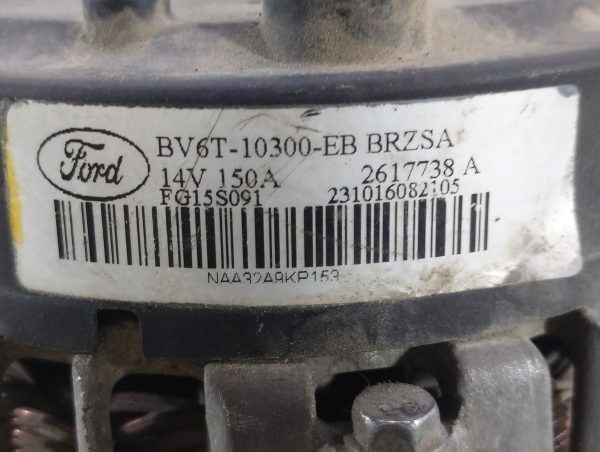 Ford
BV6T-10300-EB BRZSA
14V 150A 2617738 A
FG15S091 231016082105
NAA32A9KP153